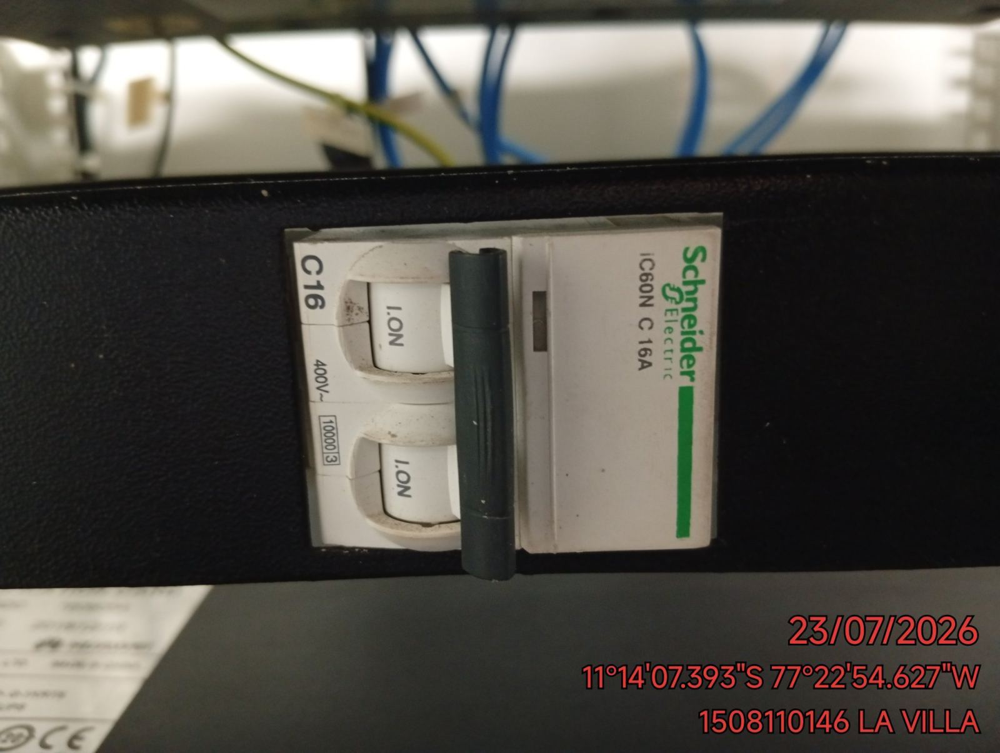 Schneider
Electric
iC60N C 16A
I.ON
I.ON
C16
400V~
10000 3
CE
23/07/2026
11°14'07.393"S 77°22'54.627"W
1508110146 LA VILLA